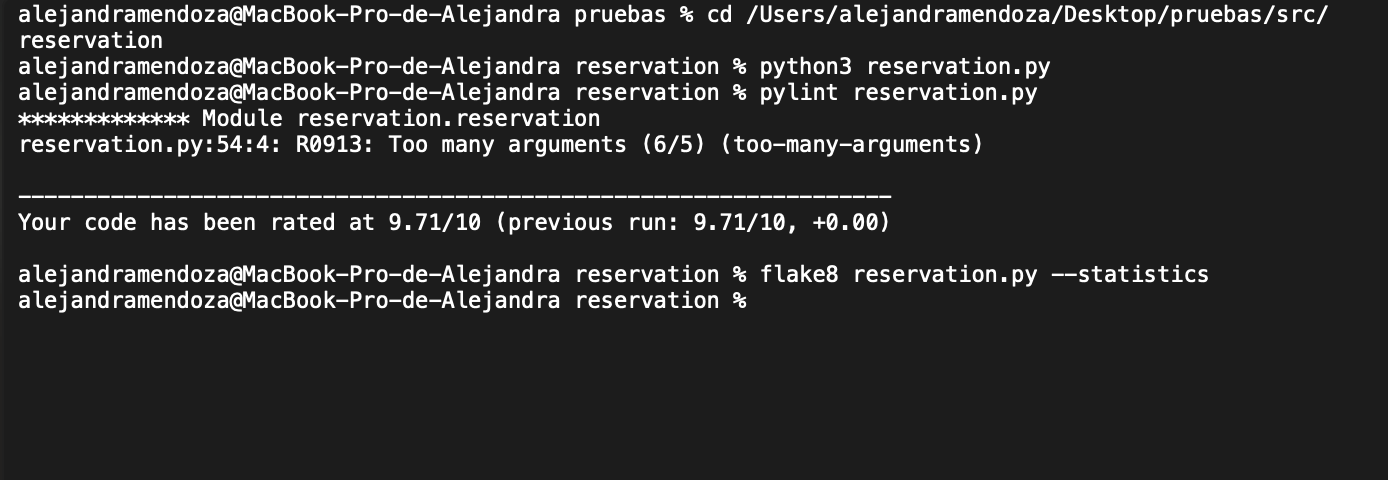 alejandramendoza@MacBook-Pro-de-Alejandra pruebas % cd /Users/alejandramendoza/Desktop/pruebas/src/
reservation
alejandramendoza@MacBook-Pro-de-Alejandra reservation % python3 reservation.py
alejandramendoza@MacBook-Pro-de-Alejandra reservation % pylint reservation.py
************* Module reservation.reservation
reservation.py:54:4: R0913: Too many arguments (6/5) (too-many-arguments)
------------------------------------------------------------------
Your code has been rated at 9.71/10 (previous run: 9.71/10, +0.00)
alejandramendoza@MacBook-Pro-de-Alejandra reservation % flake8 reservation.py --statistics
alejandramendoza@MacBook-Pro-de-Alejandra reservation %